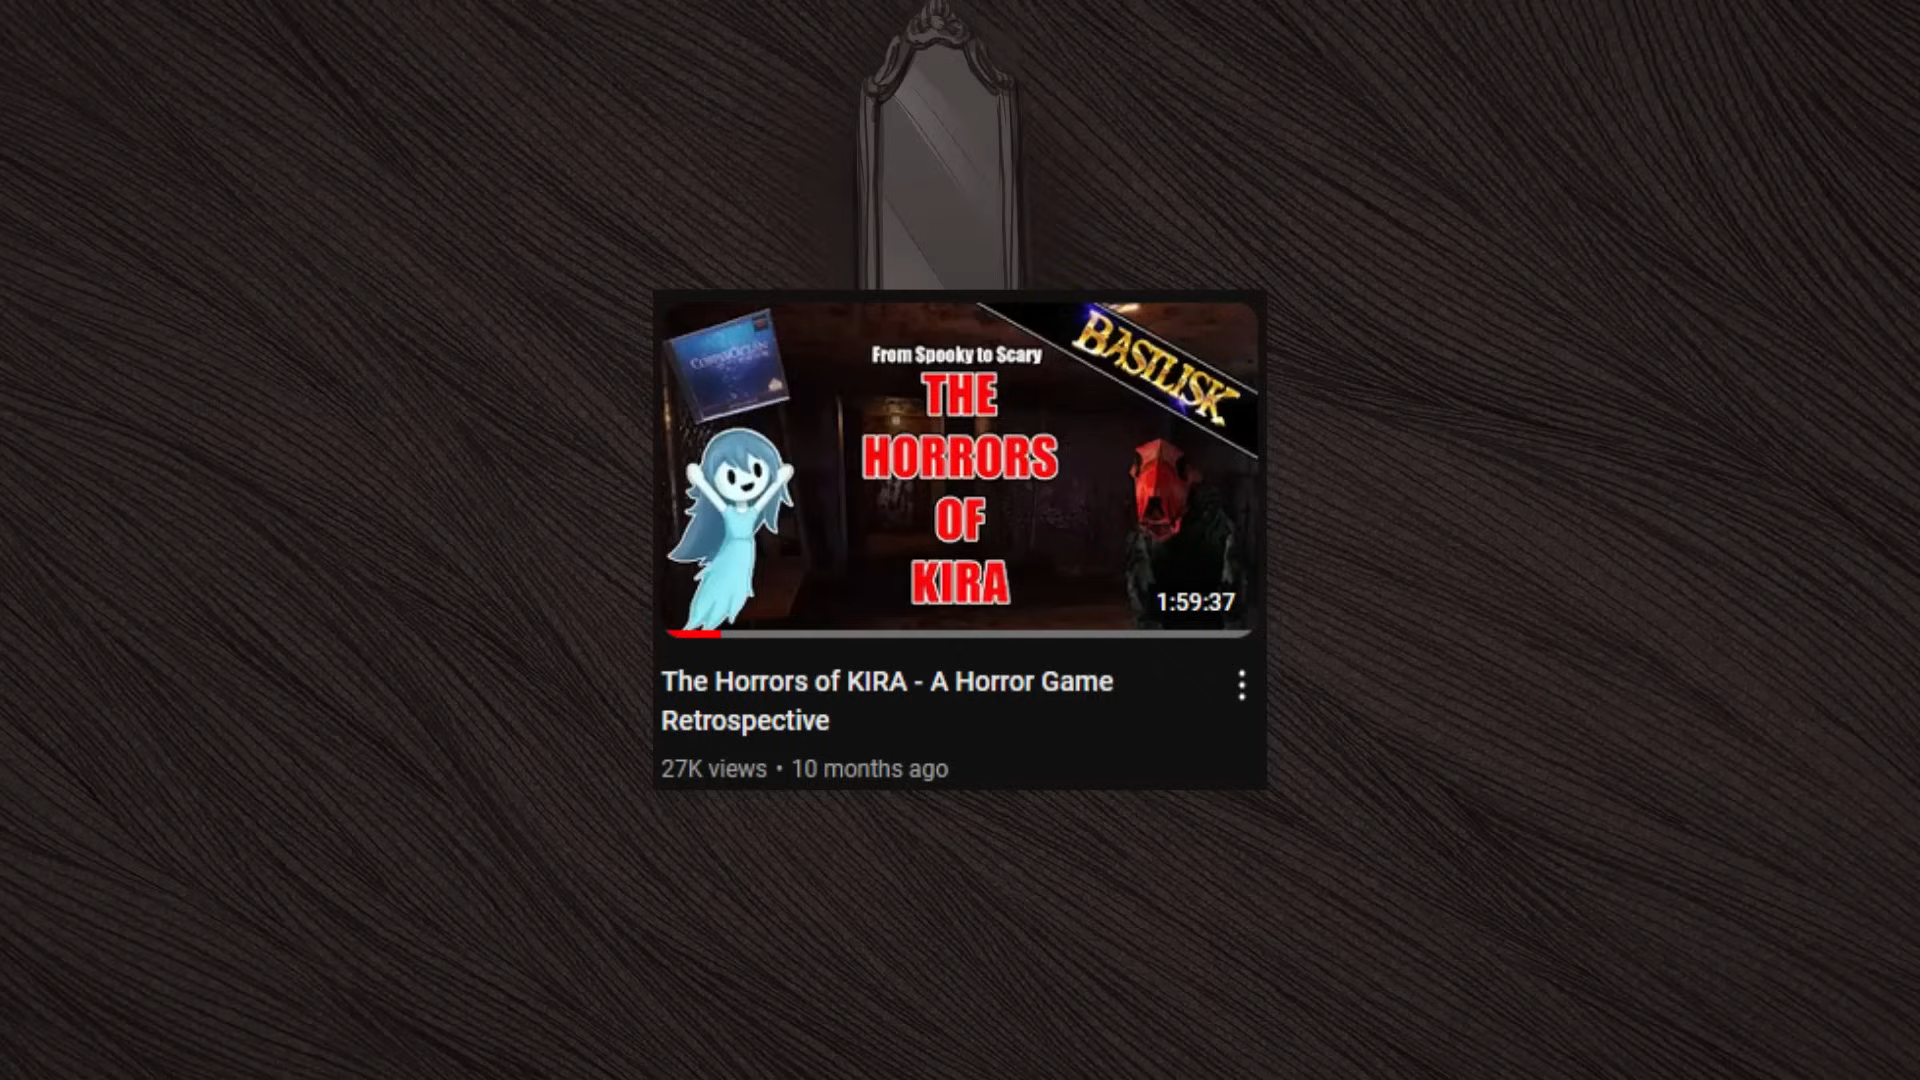 BASILISK
From Spooky to Scary
THE
HORRORS
OF
KIRA
1:59:37
The Horrors of KIRA - A Horror Game
Retrospective
27K views • 10 months ago